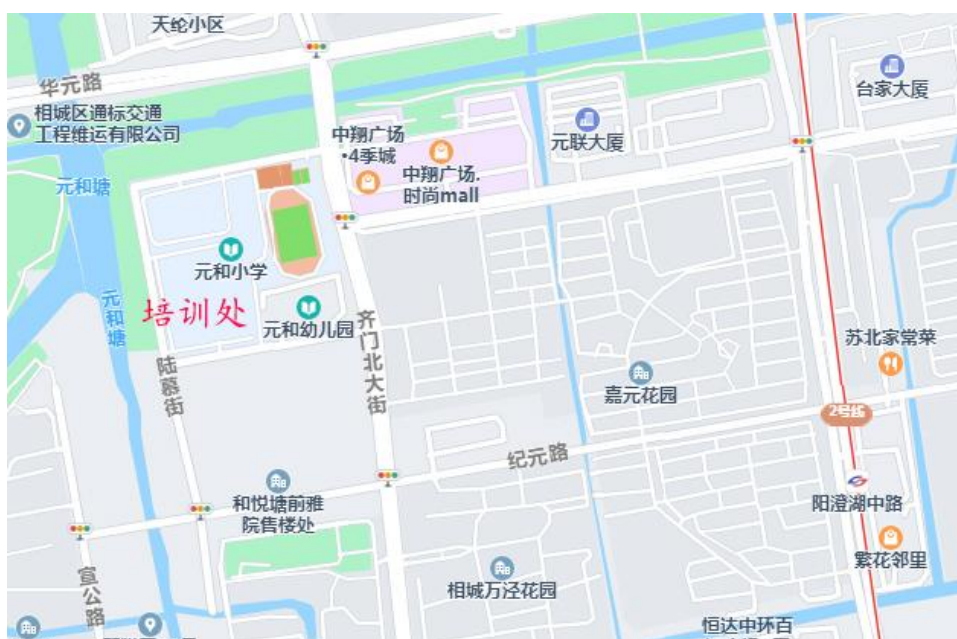 天纶小区
华元路
台家大厦
相城区通标交通
工程维运有限公司
中翔广场
·4季城
元联大厦
中翔广场.
时尚mall
元和塘
元和小学
培训处
元和幼儿园
元和塘
齐门北大街
苏北家常菜
陆慕街
嘉元花园
2号线
纪元路
和悦塘前雅
院售楼处
阳澄湖中路
繁花邻里
宣公路
相城万泾花园
恒达中环百